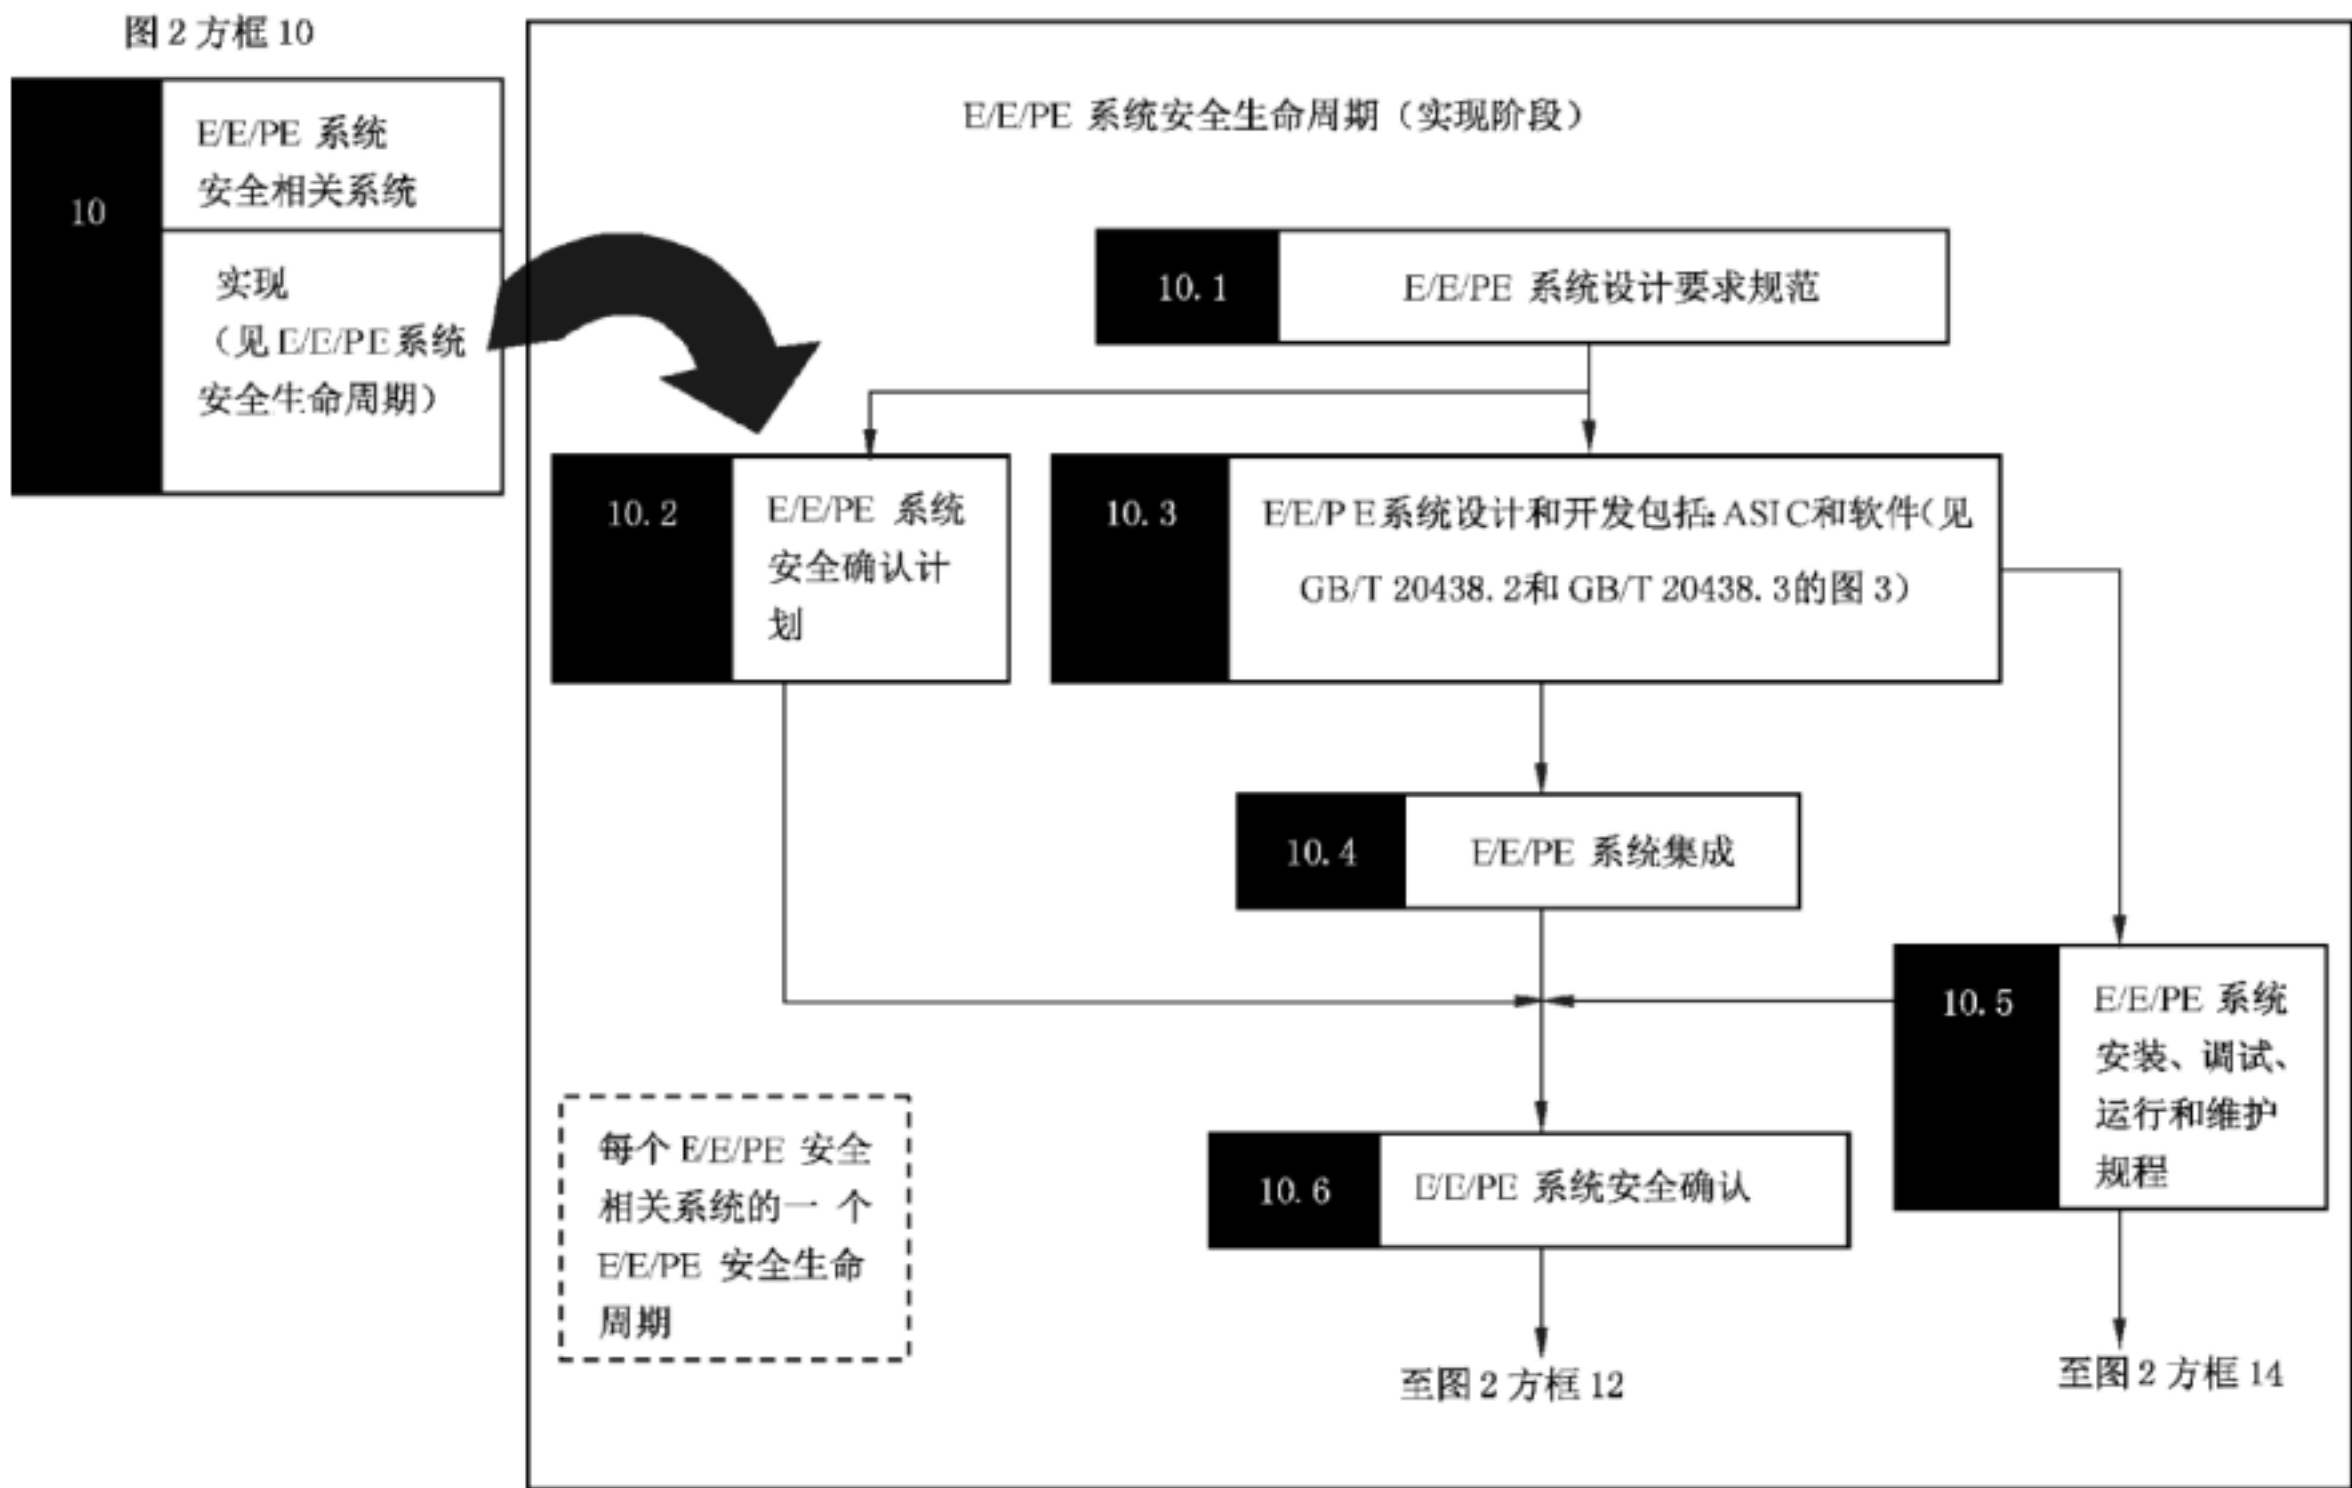 图 2 方框 10
10
E/E/PE 系统
安全相关系统
实现
（见 E/E/PE系统
安全生命周期）
E/E/PE 系统安全生命周期（实现阶段）
10. 1
E/E/PE 系统设计要求规范
10. 2
E/E/PE 系统
安全确认计
划
10. 3
E/E/P E系统设计和开发包括: ASIC和软件（见
GB/T 20438. 2和 GB/T 20438. 3的图 3）
10. 4
E/E/PE 系统集成
10. 5
E/E/PE 系统
安装、调试、
运行和维护
规程
每个 E/E/PE 安全
相关系统的一 个
E/E/PE 安全生命
周期
10. 6
E/E/PE 系统安全确认
至图 2 方框 12
至图 2 方框 14